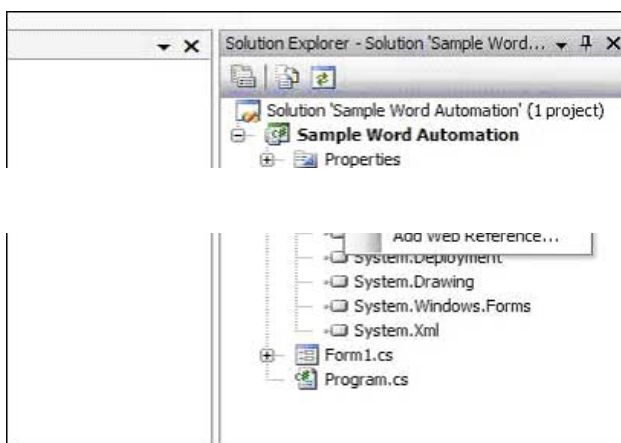 Solution Explorer - Solution 'Sample Word...
Solution 'Sample Word Automation' (1 project)
Sample Word Automation
Properties
Add Web Reference...
System.Deployment
System.Drawing
System.Windows.Forms
System.Xml
Form1.cs
Program.cs